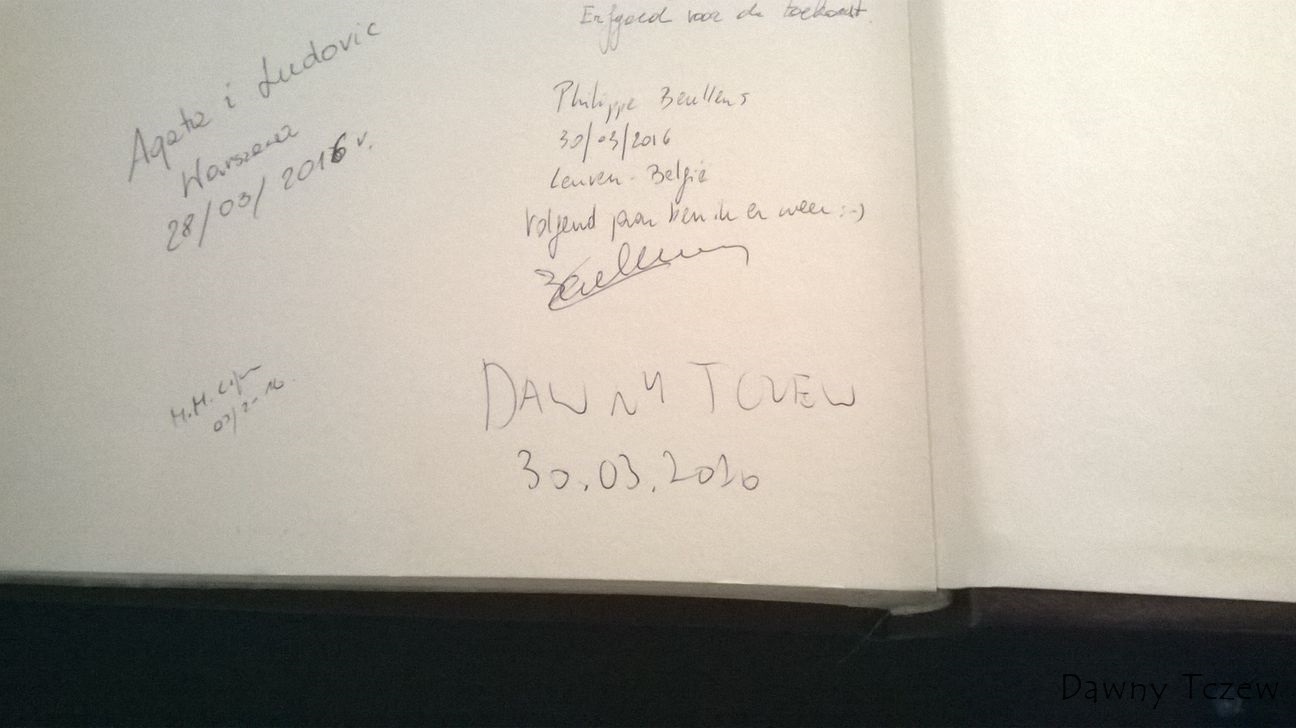 Agata i Ludovic
Warszawa
28/03/2016 r.
M.M.
Erfgoed voor de toekomst.
Philippe Beullens
30/03/2016
Leuven - België
Volgend jaar ben ik er weer :-)
Beullens
DAWNY TCZEW
30.03.2016
Dawny Tczew